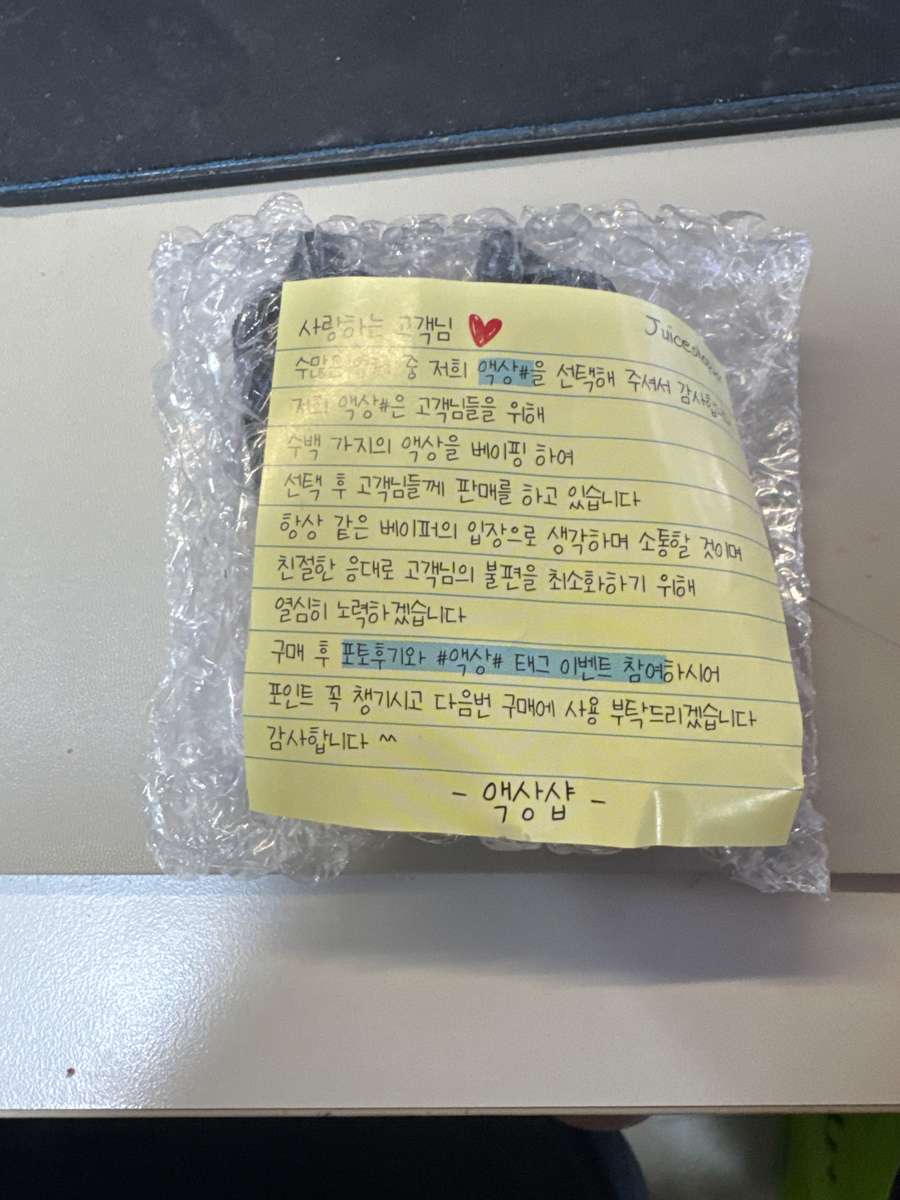 사랑하는 고객님
수많은 중 저희 액상#을 선택해 주셔서
저희 액상#은 고객님들을 위해
수백 가지의 액상을 베이핑 하여
선택 후 고객님들께 판매를 하고 있습니다
항상 같은 베이퍼의 입장으로 생각하며 소통할 것이며
친절한 응대로 고객님의 불편을 최소화하기 위해
열심히 노력하겠습니다
구매 후 포토후기와 #액상# 태그 이벤트 참여하시어
포인트 꼭 챙기시고 다음번 구매에 사용 부탁드리겠습니다
감사합니다 ^^
- 액상샵 -